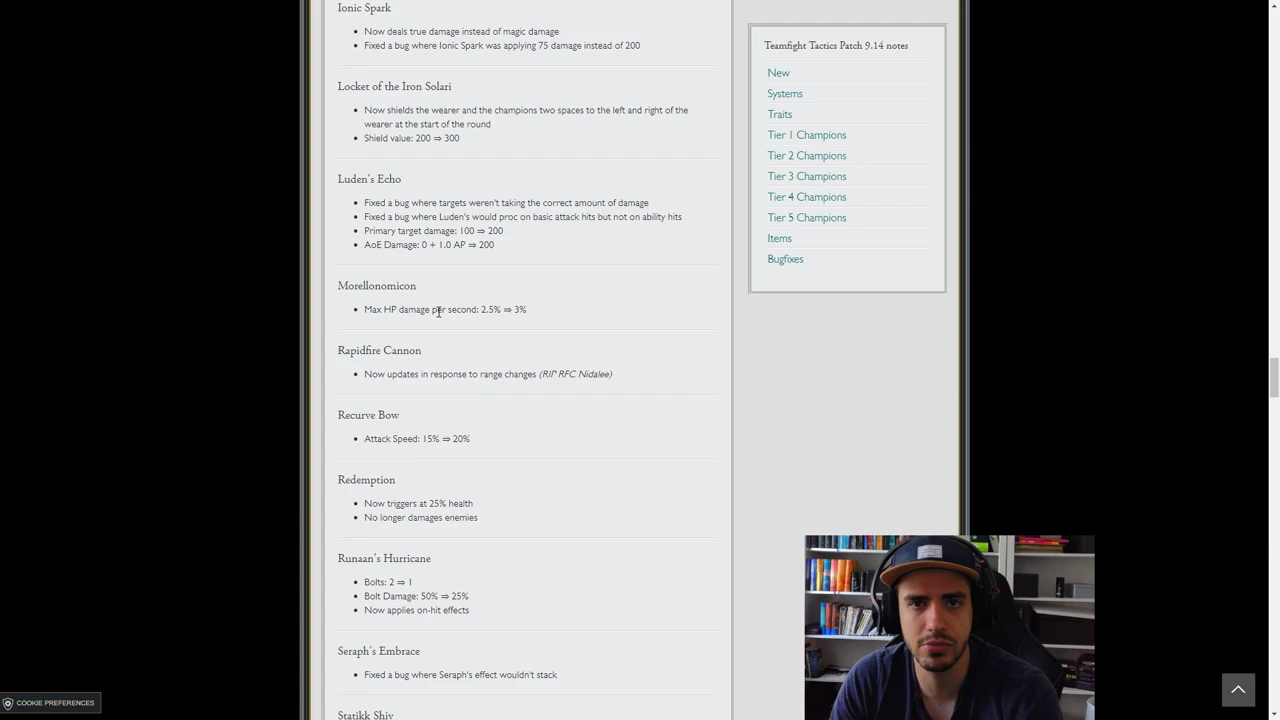 Ionic Spark
Now deals true damage instead of magic damage
Fixed a bug where Ionic Spark was applying 75 damage instead of 200
Locket of the Iron Solari
Now shields the wearer and the champions two spaces to the left and right of the
wearer at the start of the round
Shield value: 200 ⇒ 300
Luden's Echo
Fixed a bug where targets weren't taking the correct amount of damage
Fixed a bug where Luden's would proc on basic attack hits but not on ability hits
Primary target damage: 100 ⇒ 200
AoE Damage: 0 + 1.0 AP ⇒ 200
Morellonomicon
Max HP damage per second: 2.5% ⇒ 3%
Rapidfire Cannon
Now updates in response to range changes (RIP RFC Nidalee)
Recurve Bow
Attack Speed: 15% ⇒ 20%
Redemption
Now triggers at 25% health
No longer damages enemies
Runaan's Hurricane
Bolts: 2 ⇒ 1
Bolt Damage: 50% ⇒ 25%
Now applies on-hit effects
Seraph's Embrace
Fixed a bug where Seraph's effect wouldn't stack
Statikk Shiv
Teamfight Tactics Patch 9.14 notes
New
Systems
Traits
Tier 1 Champions
Tier 2 Champions
Tier 3 Champions
Tier 4 Champions
Tier 5 Champions
Items
Bugfixes
COOKIE PREFERENCES